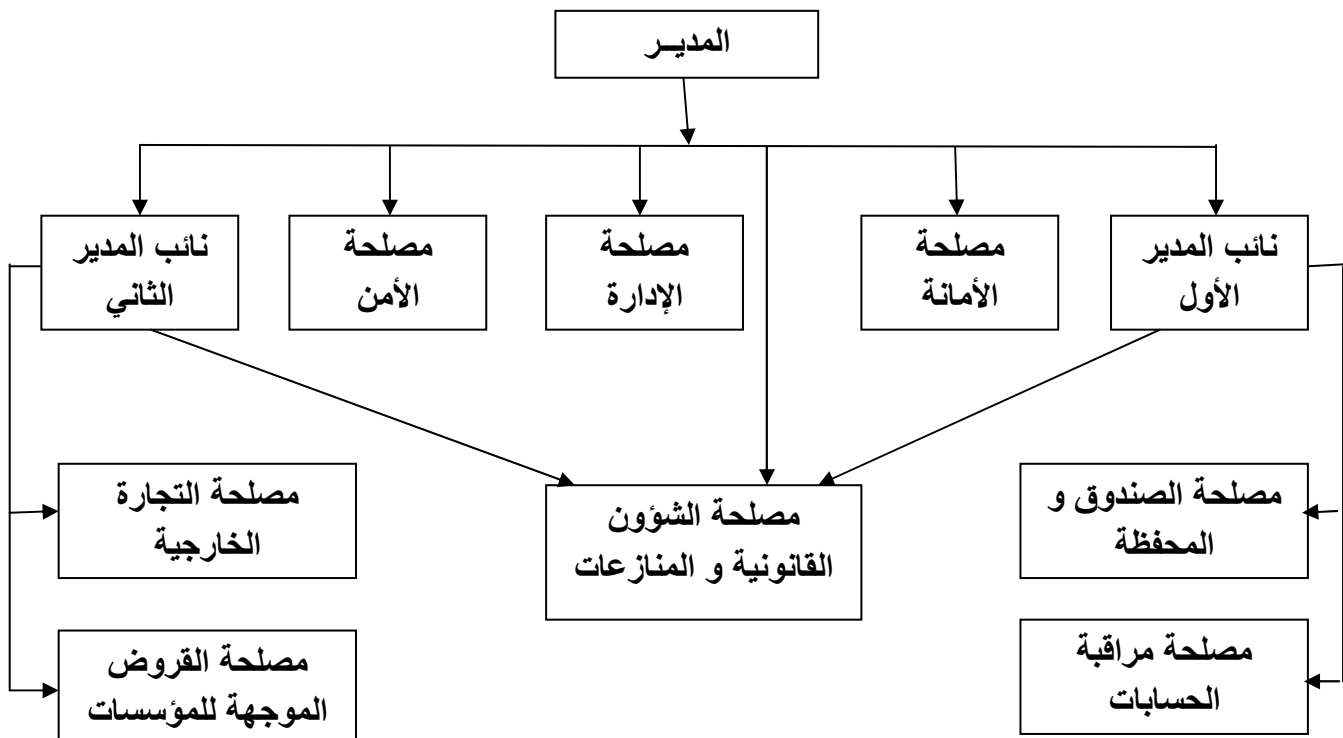 المديــر
نائب المدير
الأول
مصلحة
الأمانة
مصلحة
الإدارة
مصلحة
الأمن
نائب المدير
الثاني
مصلحة الصندوق و
المحفظة
مصلحة الشؤون
القانونية و المنازعات
مصلحة التجارة
الخارجية
مصلحة مراقبة
الحسابات
مصلحة القروض
الموجهة للمؤسسات